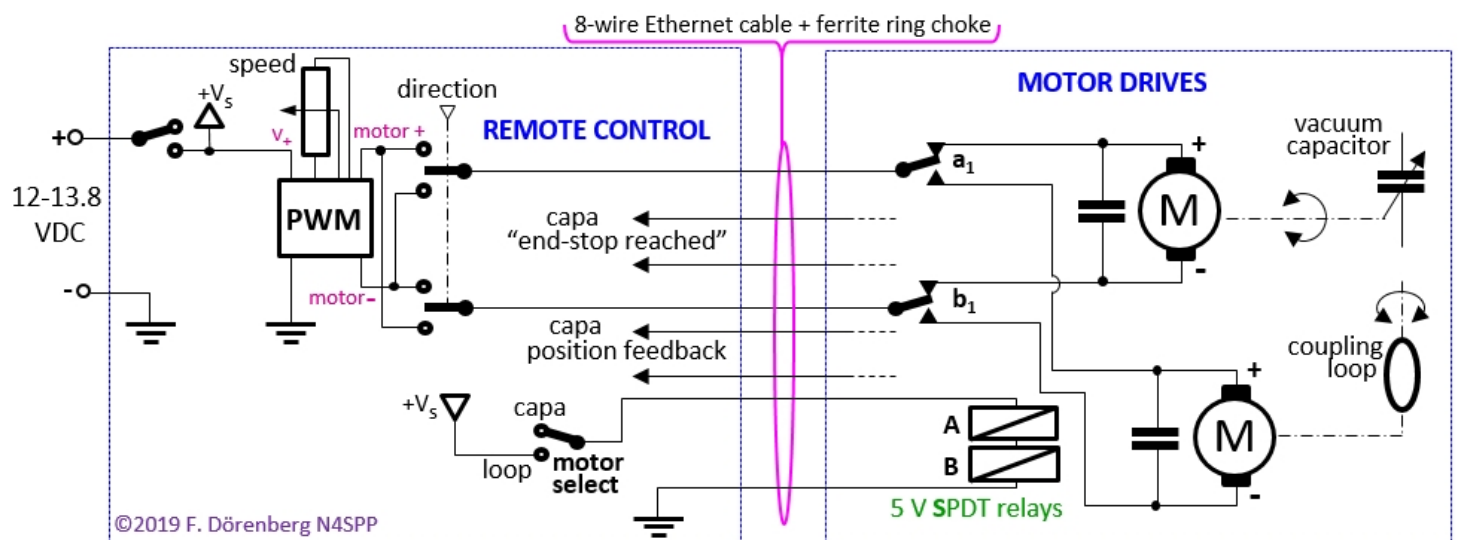 8-wire Ethernet cable + ferrite ring choke
speed
+Vs
direction
MOTOR DRIVES
REMOTE CONTROL
V+
motor +
vacuum
capacitor
+
+
a1
12-13.8
VDC
PWM
capa
“end-stop reached”
M
-
-
motor-
b1
capa
position feedback
coupling
loop
+Vs
capa
loop
motor
select
A
B
+
M
-
5 V SPDT relays
©2019 F. Dörenberg N4SPP